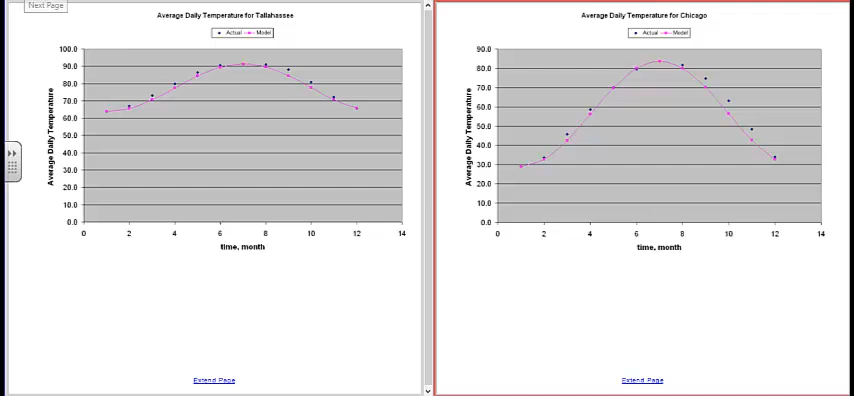 Next Page
Average Daily Temperature for Tallahassee
Actual Model
100.0
90.0
80.0
70.0
60.0
50.0
40.0
30.0
20.0
10.0
0.0
Average Daily Temperature
0 2 4 6 8 10 12 14
time, month
Extend Page
Average Daily Temperature for Chicago
Actual Model
90.0
80.0
70.0
60.0
50.0
40.0
30.0
20.0
10.0
0.0
Average Daily Temperature
0 2 4 6 8 10 12 14
time, month
Extend Page